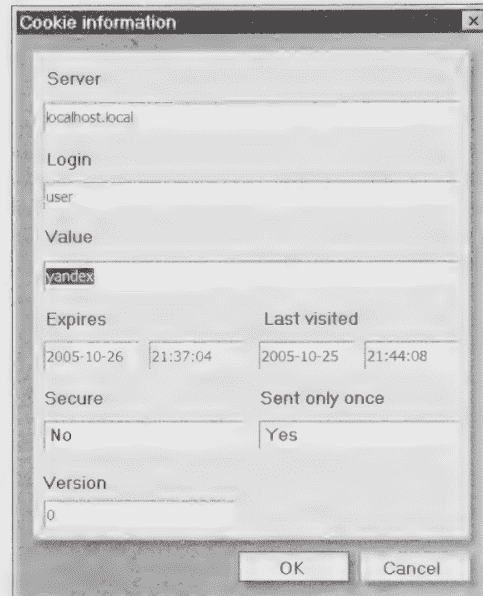 Cookie information
Server
localhost.local
Login
user
Value
yandex
Expires Last visited
2005-10-26 21:37:04 2005-10-25 21:44:08
Secure Sent only once
No Yes
Version
0
OK Cancel